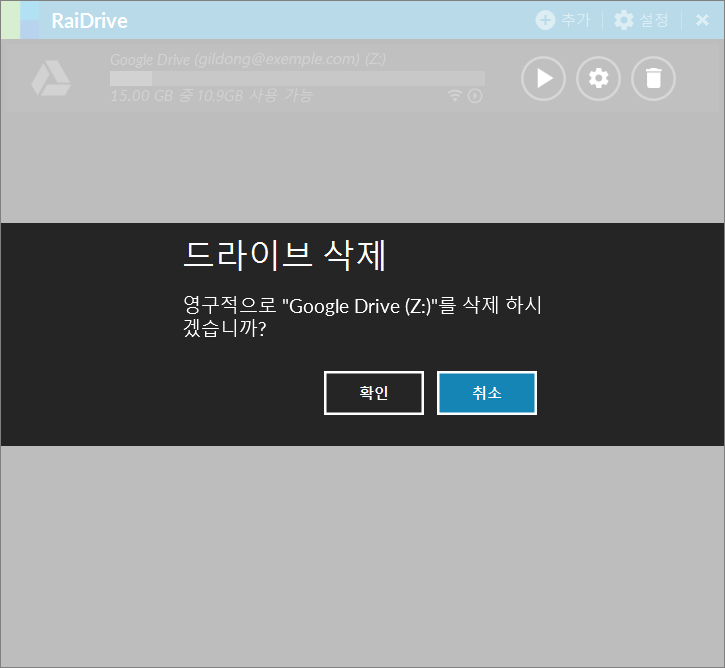 RaiDrive
추가
설정
Google Drive (gildong@exemple.com) (Z:)
15.00 GB 중 10.9GB 사용 가능
드라이브 삭제
영구적으로 "Google Drive (Z:)"를 삭제 하시
겠습니까?
확인
취소